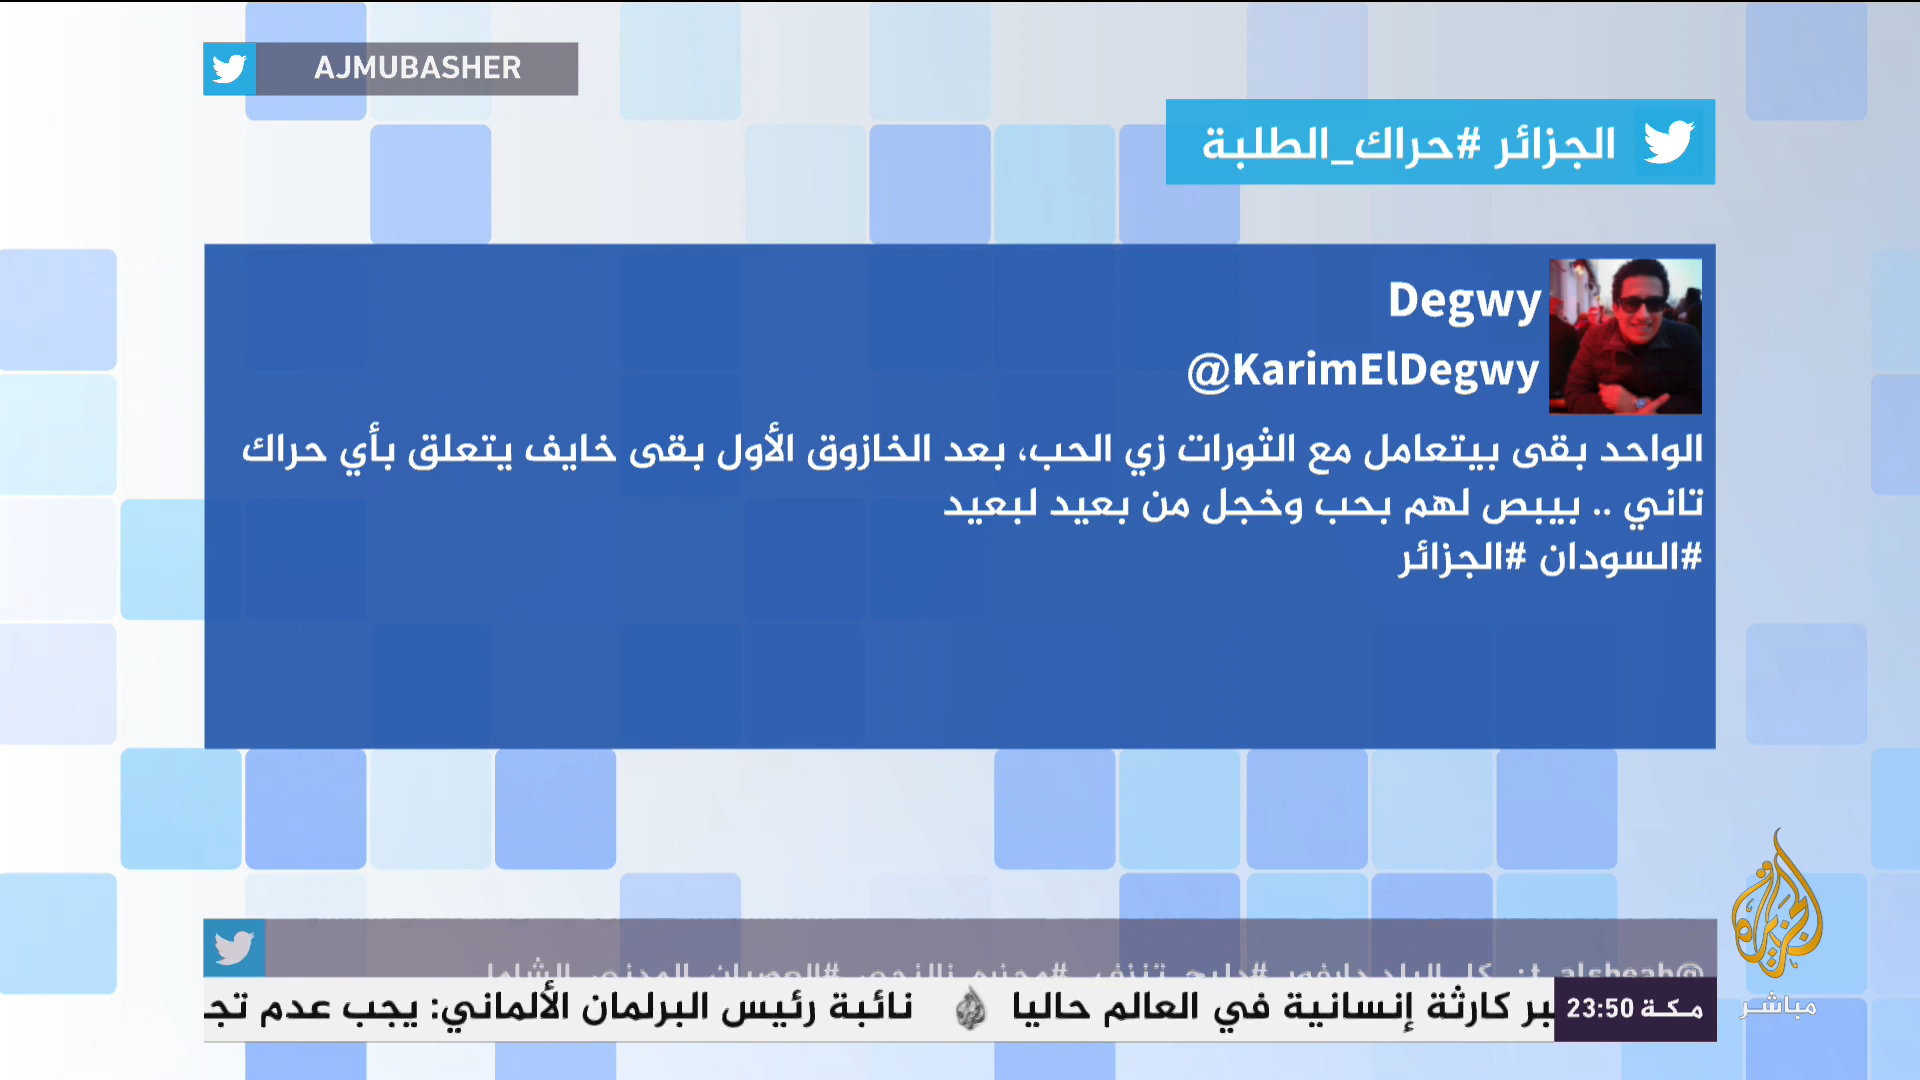 AJMUBASHER
الجزائر #حراك_الطلبة
Degwy
@KarimElDegwy
الواحد بقى بيتعامل مع الثورات زي الحب، بعد الخازوق الأول بقى خايف يتعلق بأي حراك
تاني .. بيبص لهم بحب وخجل من بعيد لبعيد
#السودان #الجزائر
الجزيرة
مباشر
مكة 23:50
بر كارثة إنسانية في العالم حاليا
نائبة رئيس البرلمان الألماني: يجب عدم تجـ